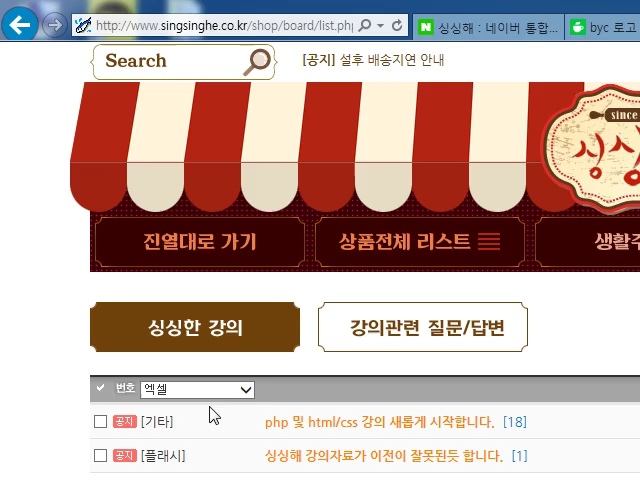 http://www.singsinghe.co.kr/shop/board/list.php
싱싱해 : 네이버 통합...
byc 로고
Search
[공지] 설후 배송지연 안내
since
싱싱
진열대로 가기
상품전체 리스트
생활주
싱싱한 강의
강의관련 질문/답변
번호
엑셀
공지 [기타] php 및 html/css 강의 새롭게 시작합니다. [18]
공지 [플래시] 싱싱해 강의자료가 이전이 잘못된듯 합니다. [1]